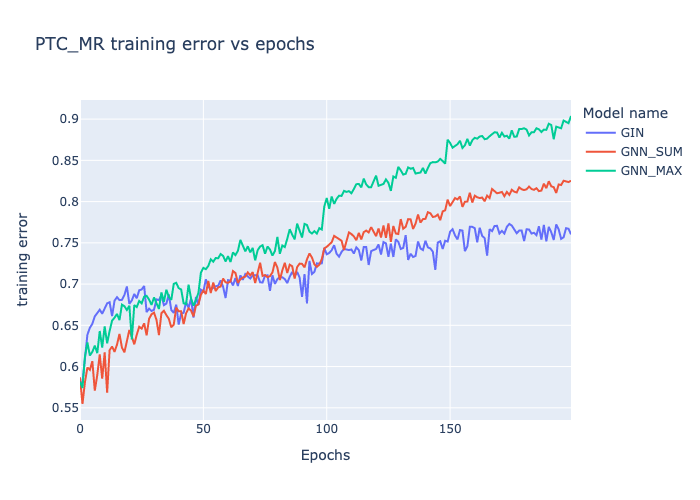 PTC_MR training error vs epochs
training error
0.9
0.85
0.8
0.75
0.7
0.65
0.6
0.55
0
50
100
150
Epochs
Model name
GIN
GNN_SUM
GNN_MAX